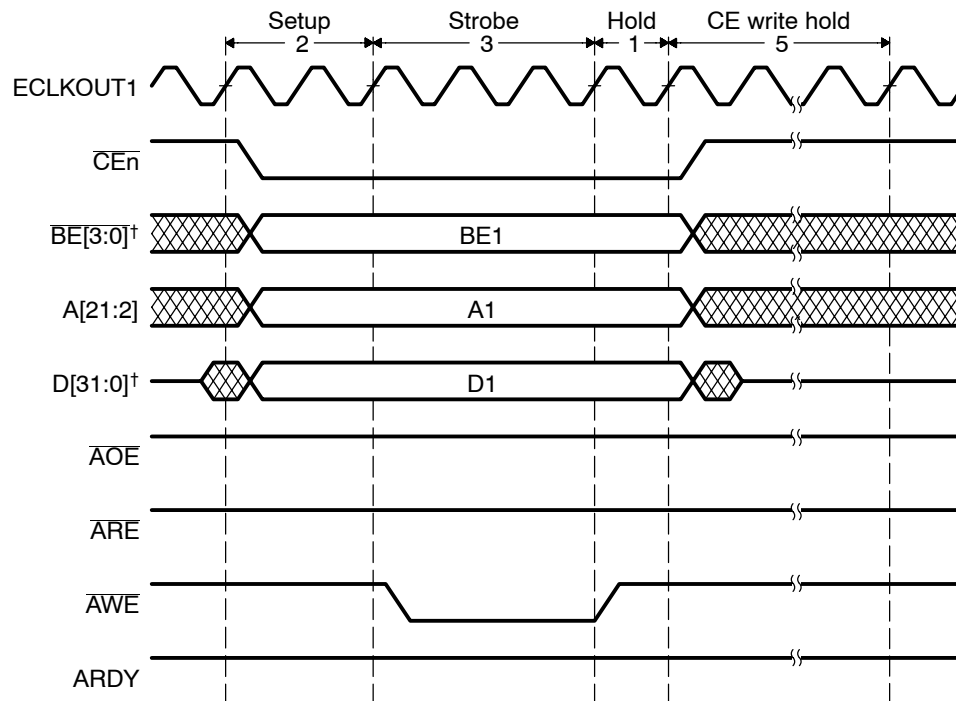 Setup Strobe Hold CE write hold
2 3 1 5
ECLKOUT1
CEn
BE[3:0]† BE1
A[21:2] A1
D[31:0]† D1
AOE
ARE
AWE
ARDY